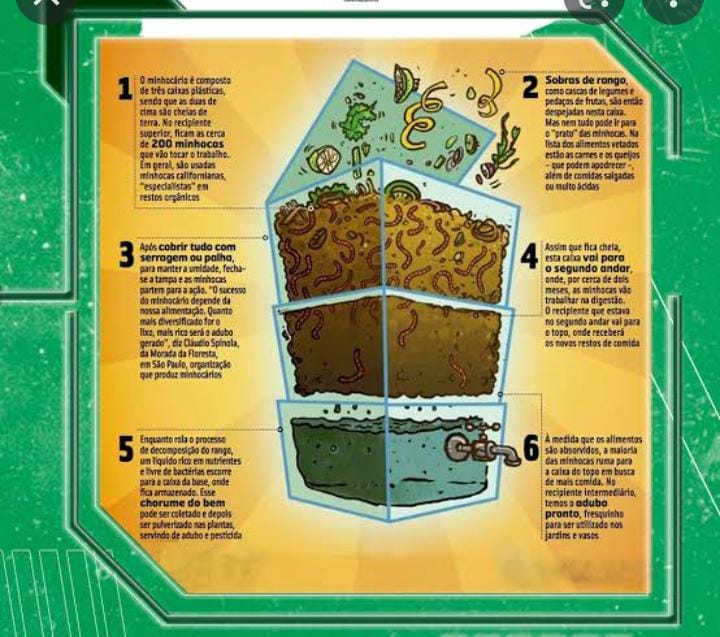 1
O minhocário é composto
de três caixas plásticas,
sendo que as duas de
cima são cheias de
terra. No recipiente
superior, ficam as cerca
de 200 minhocas
que vão tocar o trabalho.
Em geral, são usadas
minhocas californianas,
"especialistas" em
restos orgânicos
2
Sobras de rango,
como cascas de legumes e
pedaços de frutas, são então
despejadas nesta caixa.
Mas nem tudo pode ir para
o "prato" das minhocas. Na
lista dos alimentos vetados
estão as carnes e os queijos
– que podem apodrecer –,
além de comidas salgadas
ou muito ácidas
3
Após cobrir tudo com
serragem ou palha,
para manter a umidade, fecha-
se a tampa e as minhocas
partem para a ação. "O sucesso
do minhocário depende da
nossa alimentação. Quanto
mais diversificado for o
lixo, mais rico será o adubo
gerado", diz Cláudio Spínola,
da Morada da Floresta,
em São Paulo, organização
que produz minhocários
4
Assim que fica cheia,
esta caixa vai para
o segundo andar,
onde, por cerca de dois
meses, as minhocas vão
trabalhar na digestão.
O recipiente que estava
no segundo andar vai para
o topo, onde receberá
os novos restos de comida
5
Enquanto rola o processo
de decomposição do rango,
um líquido rico em nutrientes
e livre de bactérias escorre
para a caixa da base, onde
fica armazenado. Esse
chorume do bem
pode ser coletado e depois
ser pulverizado nas plantas,
servindo de adubo e pesticida
6
À medida que os alimentos
são absorvidos, a maioria
das minhocas ruma para
a caixa do topo em busca
de mais comida. No
recipiente intermediário,
temos o adubo
pronto, fresquinho
para ser utilizado nos
jardins e vasos